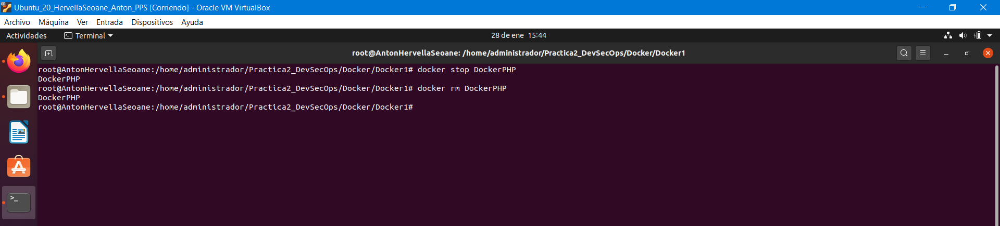 Ubuntu_20_HervellaSeoane_Anton_PPS [Corriendo] - Oracle VM VirtualBox
Archivo Máquina Ver Entrada Dispositivos Ayuda
Actividades Terminal 28 de ene 15:44
root@AntonHervellaSeoane: /home/administrador/Practica2_DevSecOps/Docker/Docker1
root@AntonHervellaSeoane:/home/administrador/Practica2_DevSecOps/Docker/Docker1# docker stop DockerPHP
DockerPHP
root@AntonHervellaSeoane:/home/administrador/Practica2_DevSecOps/Docker/Docker1# docker rm DockerPHP
DockerPHP
root@AntonHervellaSeoane:/home/administrador/Practica2_DevSecOps/Docker/Docker1#